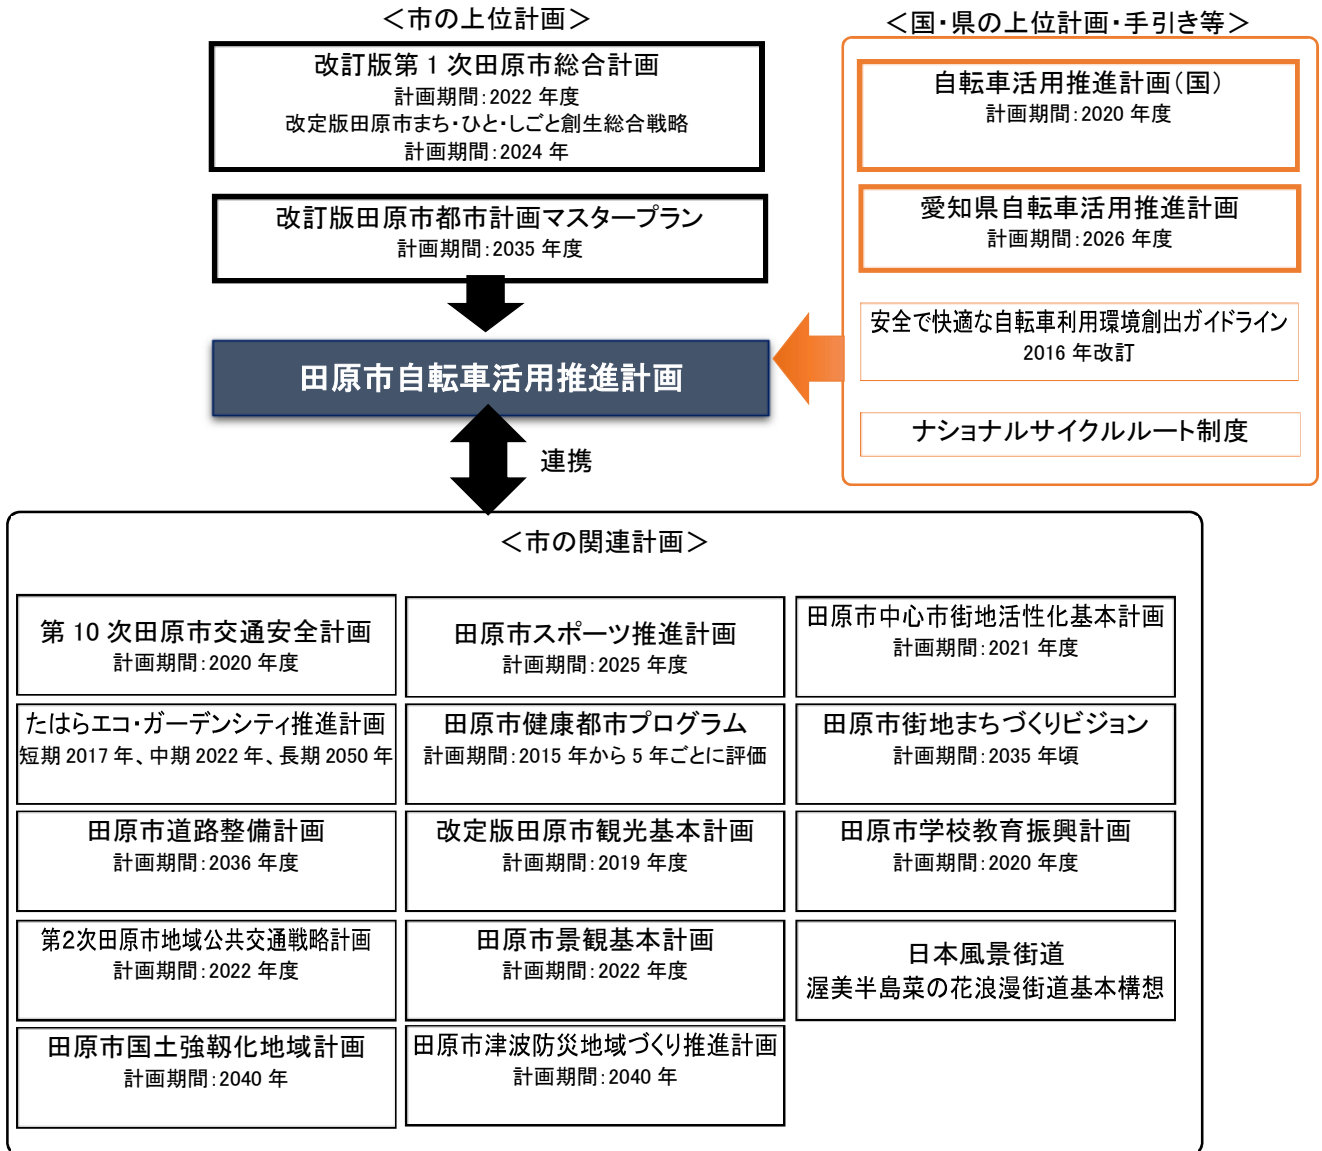 ＜市の上位計画＞
改訂版第 1 次田原市総合計画
計画期間：2022 年度
改定版田原市まち・ひと・しごと創生総合戦略
計画期間：2024 年
改訂版田原市都市計画マスタープラン
計画期間：2035 年度
＜国・県の上位計画・手引き等＞
自転車活用推進計画（国）
計画期間：2020 年度
愛知県自転車活用推進計画
計画期間：2026 年度
安全で快適な自転車利用環境創出ガイドライン
2016 年改訂
ナショナルサイクルルート制度
田原市自転車活用推進計画
連携
＜市の関連計画＞
第 10 次田原市交通安全計画
計画期間：2020 年度
田原市スポーツ推進計画
計画期間：2025 年度
田原市中心市街地活性化基本計画
計画期間：2021 年度
たはらエコ・ガーデンシティ推進計画
短期 2017 年、中期 2022 年、長期 2050 年
田原市健康都市プログラム
計画期間：2015 年から 5 年ごとに評価
田原市街地まちづくりビジョン
計画期間：2035 年頃
田原市道路整備計画
計画期間：2036 年度
改定版田原市観光基本計画
計画期間：2019 年度
田原市学校教育振興計画
計画期間：2020 年度
第2次田原市地域公共交通戦略計画
計画期間：2022 年度
田原市景観基本計画
計画期間：2022 年度
日本風景街道
渥美半島菜の花浪漫街道基本構想
田原市国土強靱化地域計画
計画期間：2040 年
田原市津波防災地域づくり推進計画
計画期間：2040 年